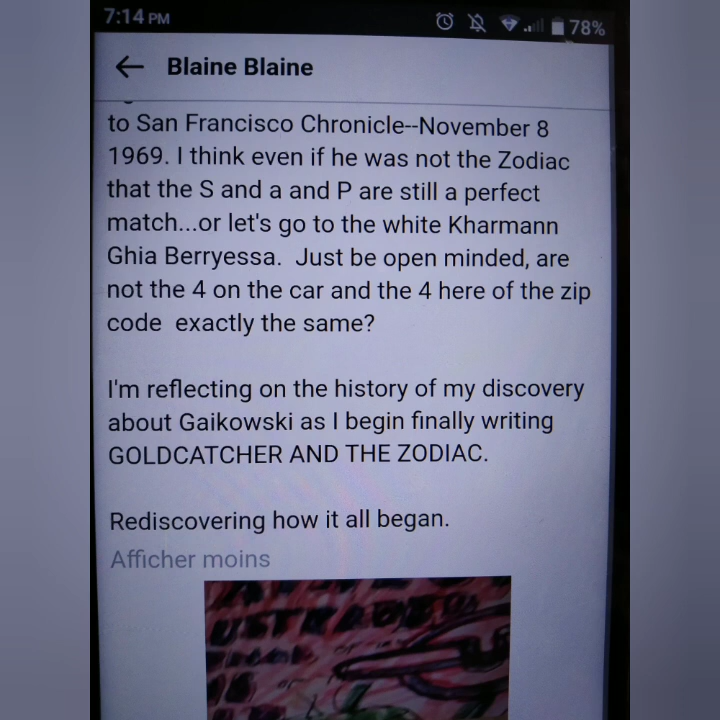 7:14 PM
78%
Blaine Blaine
to San Francisco Chronicle--November 8
1969. I think even if he was not the Zodiac
that the S and a and P are still a perfect
match...or let's go to the white Kharmann
Ghia Berryessa.  Just be open minded, are
not the 4 on the car and the 4 here of the zip
code  exactly the same?
I'm reflecting on the history of my discovery
about Gaikowski as I begin finally writing
GOLDCATCHER AND THE ZODIAC.
Rediscovering how it all began.
Afficher moins